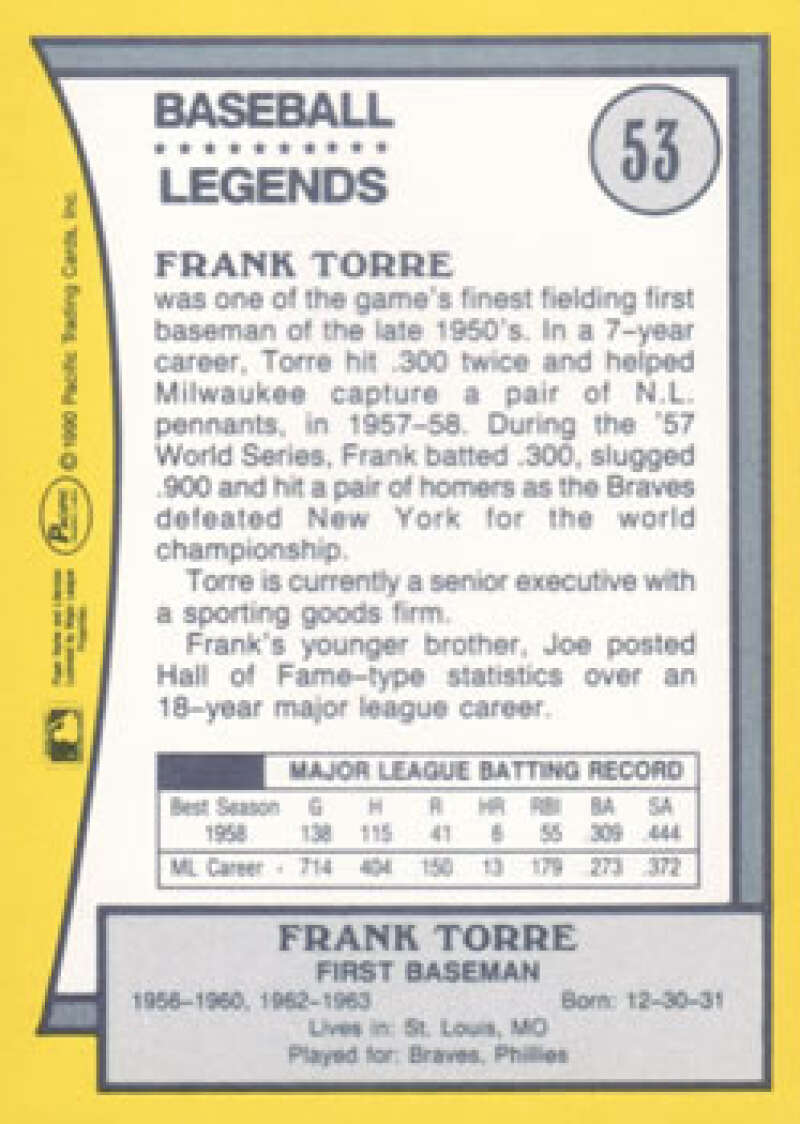 BASEBALL
LEGENDS
53
FRANK TORRE
was one of the game's finest fielding first
baseman of the late 1950's. In a 7-year
career, Torre hit .300 twice and helped
Milwaukee capture a pair of N.L.
pennants, in 1957-58. During the '57
World Series, Frank batted .300, slugged
.900 and hit a pair of homers as the Braves
defeated New York for the world
championship.
Torre is currently a senior executive with
a sporting goods firm.
Frank's younger brother, Joe posted
Hall of Fame-type statistics over an
18-year major league career.
MAJOR LEAGUE BATTING RECORD
Best Season G H R HR RBI BA SA
1958 138 115 41 6 55 .309 .444
ML Career - 714 404 150 13 179 .273 .372
FRANK TORRE
FIRST BASEMAN
1956-1960, 1962-1963 Born: 12-30-31
Lives in: St. Louis, MO
Played for: Braves, Phillies
© 1990 Pacific Trading Cards, Inc.
PACIFIC